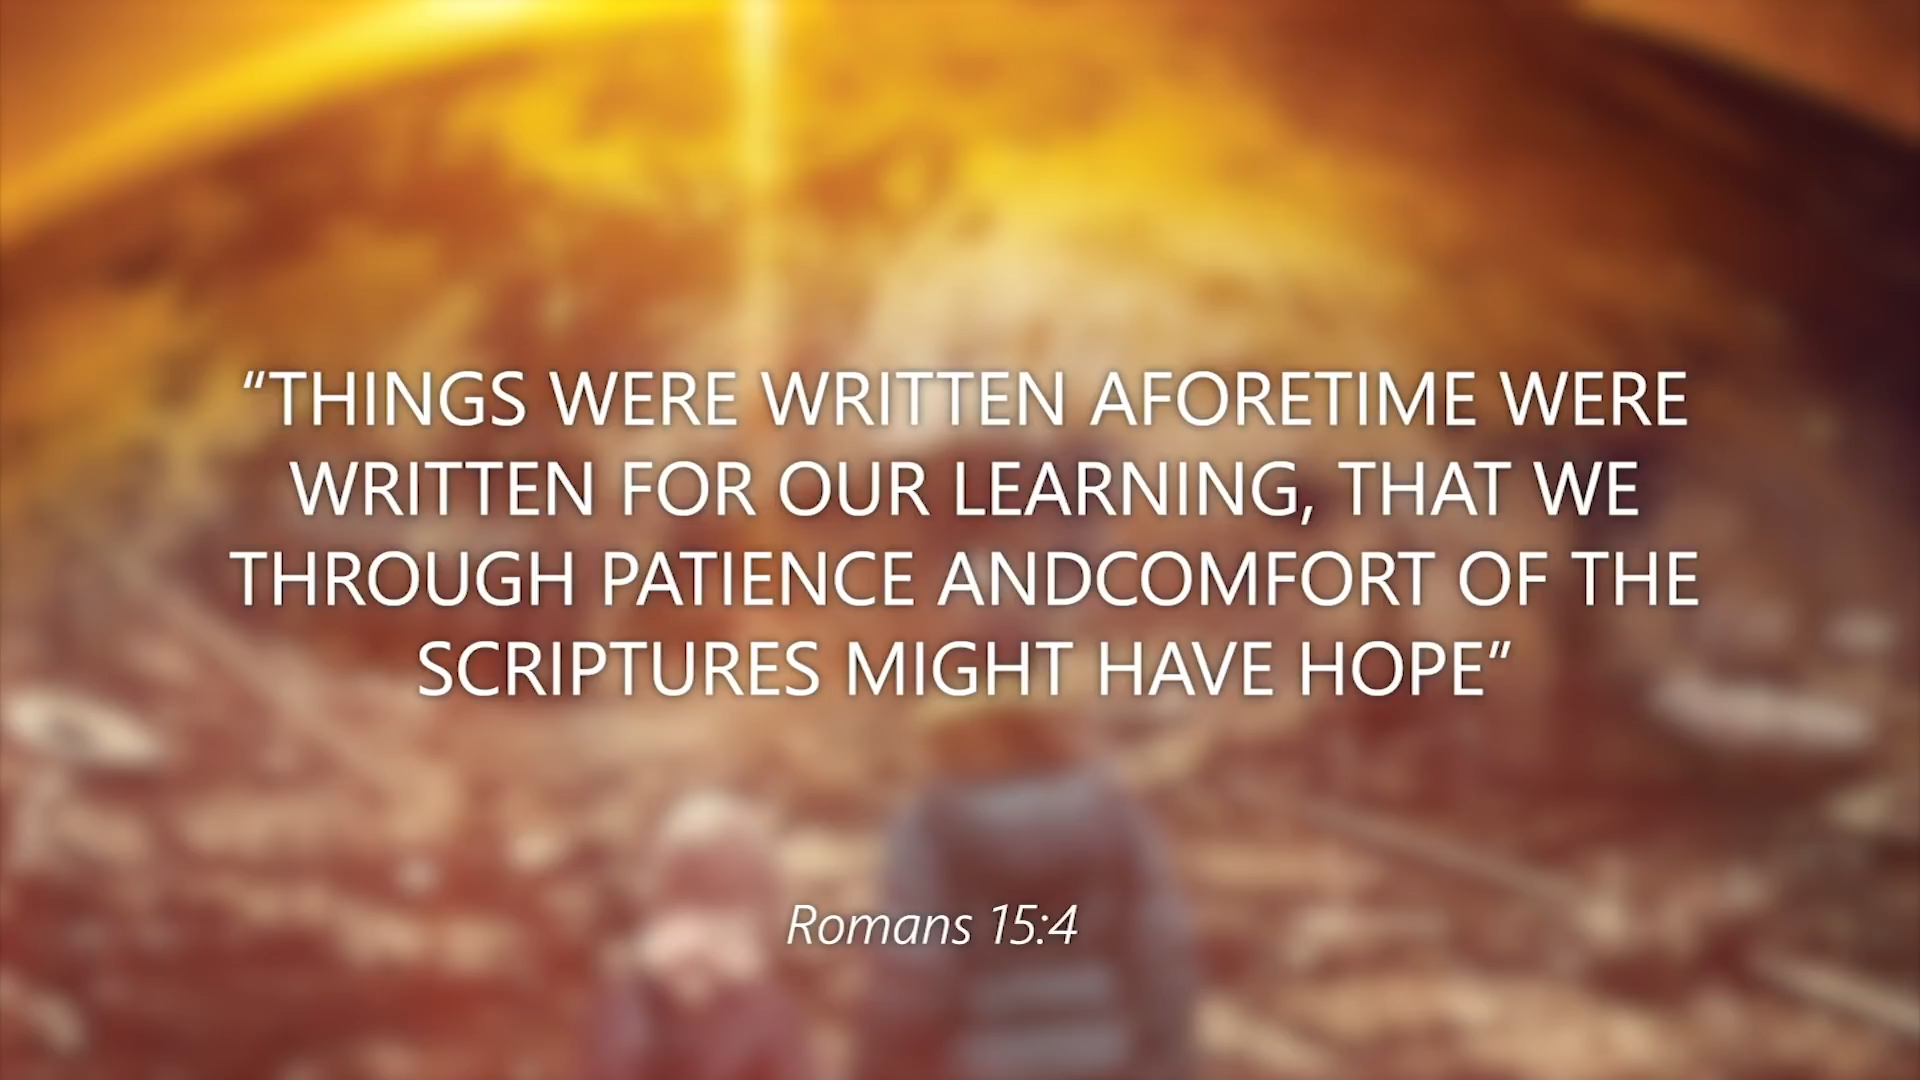 “THINGS WERE WRITTEN AFORETIME WERE
WRITTEN FOR OUR LEARNING, THAT WE
THROUGH PATIENCE ANDCOMFORT OF THE
SCRIPTURES MIGHT HAVE HOPE”
Romans 15:4